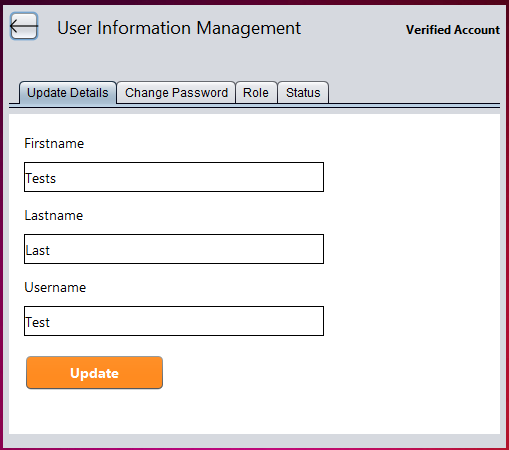 User Information Management
Verified Account
Update Details Change Password Role Status
Firstname
Tests
Lastname
Last
Username
Test
Update